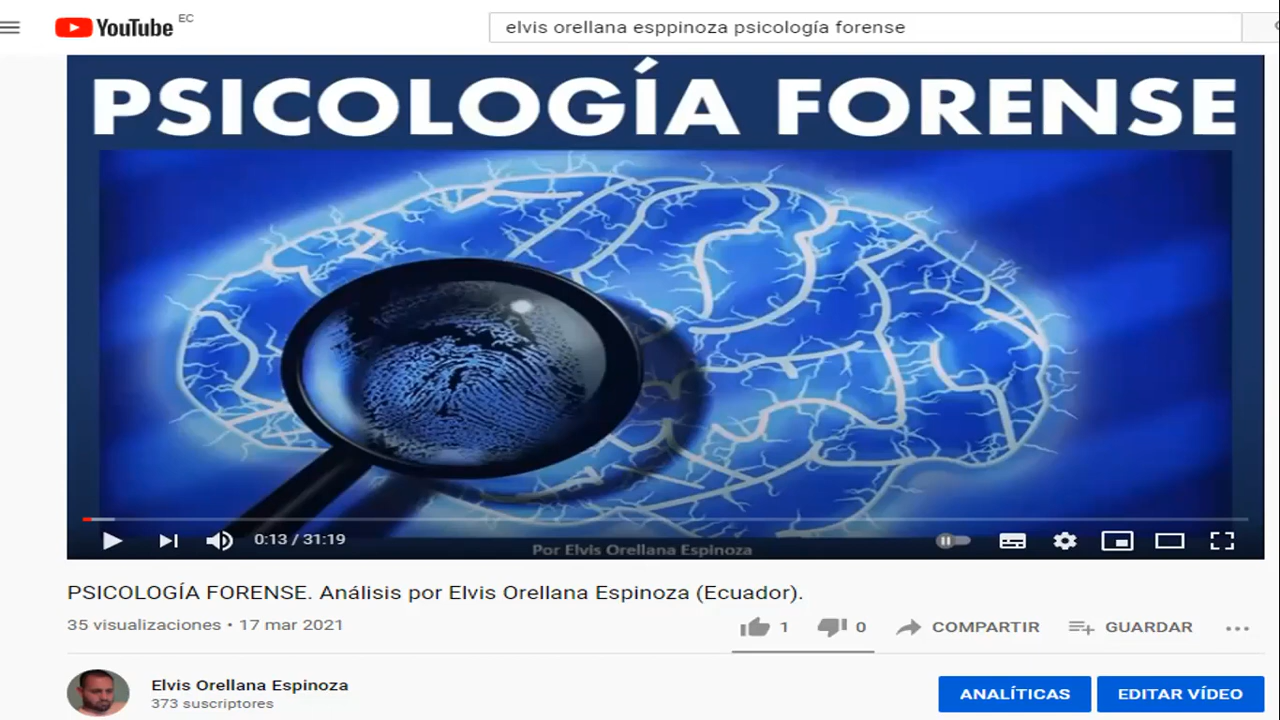 YouTube EC
elvis orellana esppinoza psicología forense
PSICOLOGÍA FORENSE
0:13 / 31:19
Por Elvis Orellana Espinoza
PSICOLOGÍA FORENSE. Análisis por Elvis Orellana Espinoza (Ecuador).
35 visualizaciones • 17 mar 2021
1 0 COMPARTIR GUARDAR
Elvis Orellana Espinoza
373 suscriptores
ANALÍTICAS EDITAR VÍDEO